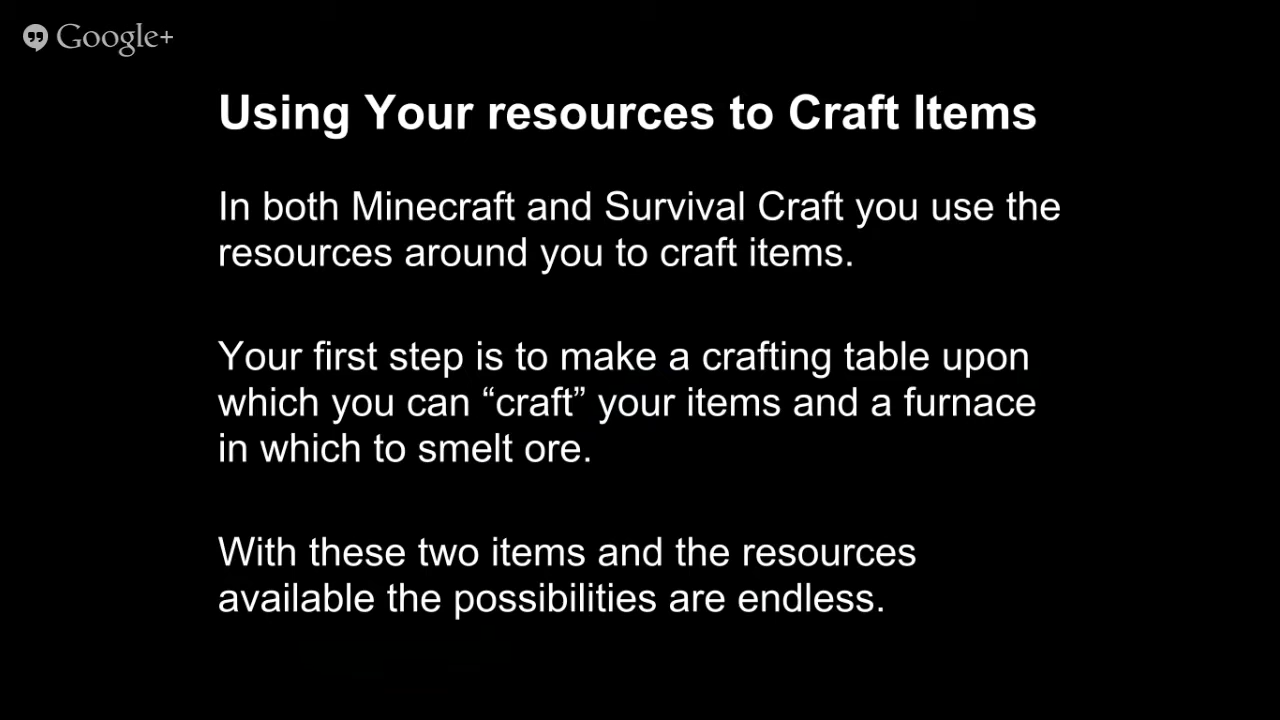 Google+
Using Your resources to Craft Items
In both Minecraft and Survival Craft you use the
resources around you to craft items.
Your first step is to make a crafting table upon
which you can “craft” your items and a furnace
in which to smelt ore.
With these two items and the resources
available the possibilities are endless.